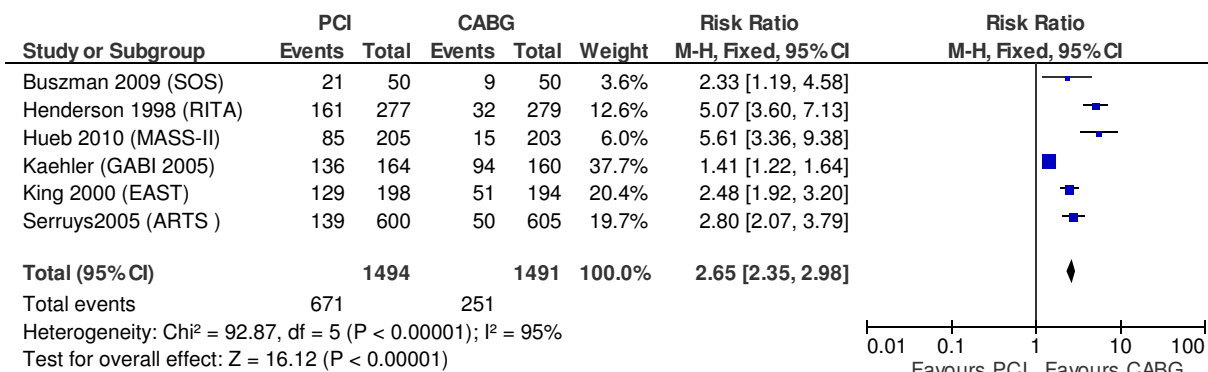 PCI CABG Risk Ratio Risk Ratio
Study or Subgroup Events Total Events Total Weight M-H, Fixed, 95% CI M-H, Fixed, 95% CI
Buszman 2009 (SOS) 21 50 9 50 3.6% 2.33 [1.19, 4.58]
Henderson 1998 (RITA) 161 277 32 279 12.6% 5.07 [3.60, 7.13]
Hueb 2010 (MASS-II) 85 205 15 203 6.0% 5.61 [3.36, 9.38]
Kaehler (GABI 2005) 136 164 94 160 37.7% 1.41 [1.22, 1.64]
King 2000 (EAST) 129 198 51 194 20.4% 2.48 [1.92, 3.20]
Serruys2005 (ARTS ) 139 600 50 605 19.7% 2.80 [2.07, 3.79]
Total (95% CI) 1494 1491 100.0% 2.65 [2.35, 2.98]
Total events 671 251
Heterogeneity: Chi² = 92.87, df = 5 (P < 0.00001); I² = 95%
Test for overall effect: Z = 16.12 (P < 0.00001)
0.01 0.1 1 10 100
Favours PCI Favours CABG